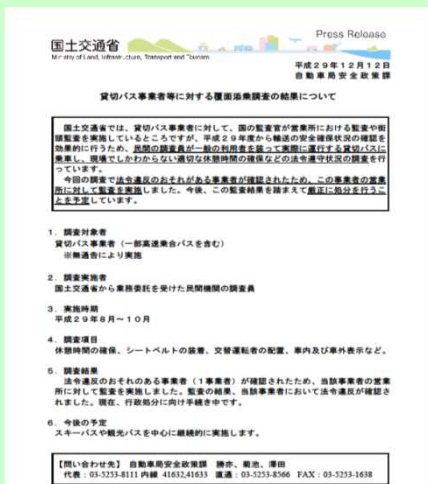 Press Release
国土交通省
Ministry of Land, Infrastructure, Transport and Tourism
平成29年12月12日
自動車局安全政策課
貸切バス事業者等に対する覆面添乗調査の結果について
国土交通省では、貸切バス事業者に対して、国の監査官が営業所における監査や街
頭監査を実施しているところですが、平成29年度から輸送の安全確保状況の確認を
効果的に行うため、民間の調査員が一般の利用者を装って実際に運行する貸切バスに
乗車し、現場でしかわからない適切な休憩時間の確保などの法令遵守状況の調査を行
っています。
今回の調査で法令違反のおそれがある事業者が確認されたため、この事業者の営業
所に対して監査を実施しました。今後、この監査結果を踏まえて厳正に処分を行うこ
とを予定しています。
1．調査対象者
貸切バス事業者（一部高速乗合バスを含む）
※無通告により実施
2．調査実施者
国土交通省から業務委託を受けた民間機関の調査員
3．実施時期
平成29年8月～10月
4．調査項目
休憩時間の確保、シートベルトの装着、交替運転者の配置、車内及び車外表示など。
5．調査結果
法令違反のおそれのある事業者（1事業者）が確認されたため、当該事業者の営業
所に対して監査を実施しました。監査の結果、当該事業者において法令違反が確認さ
れました。現在、行政処分に向け手続き中です。
6．今後の予定
スキーバスや観光バスを中心に継続的に実施します。
【問い合わせ先】 自動車局安全政策課 勝亦、菊池、澤田
代表：03-5253-8111 内線 41632,41633 直通：03-5253-8566 FAX：03-5253-1638